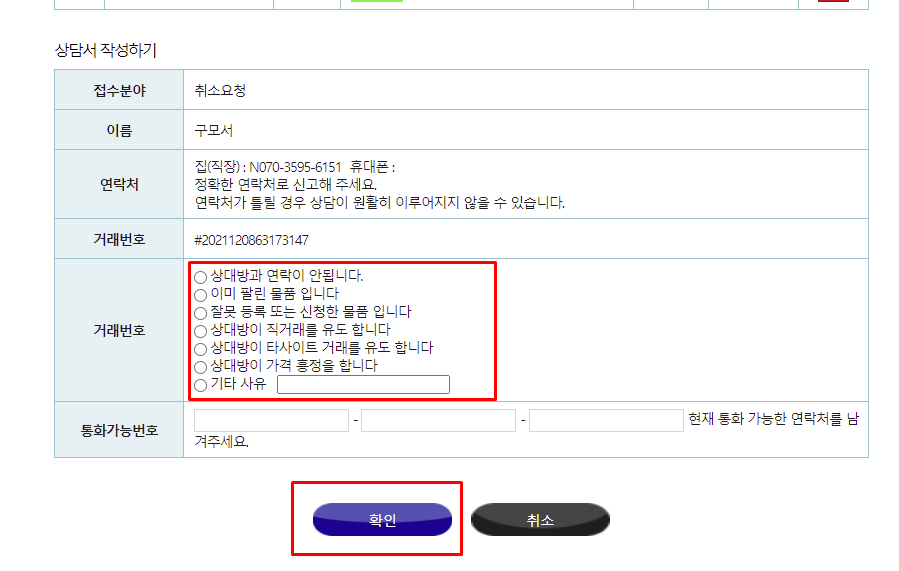 상담서 작성하기
접수분야 취소요청
이름 구모서
연락처 집(직장) : N070-3595-6151 휴대폰 :
정확한 연락처로 신고해 주세요.
연락처가 틀릴 경우 상담이 원활히 이루어지지 않을 수 있습니다.
거래번호 #2021120863173147
거래번호
상대방과 연락이 안됩니다.
이미 팔린 물품 입니다
잘못 등록 또는 신청한 물품 입니다
상대방이 직거래를 유도 합니다
상대방이 타사이트 거래를 유도 합니다
상대방이 가격 흥정을 합니다
기타 사유
통화가능번호 - - 현재 통화 가능한 연락처를 남
겨주세요.
확인 취소